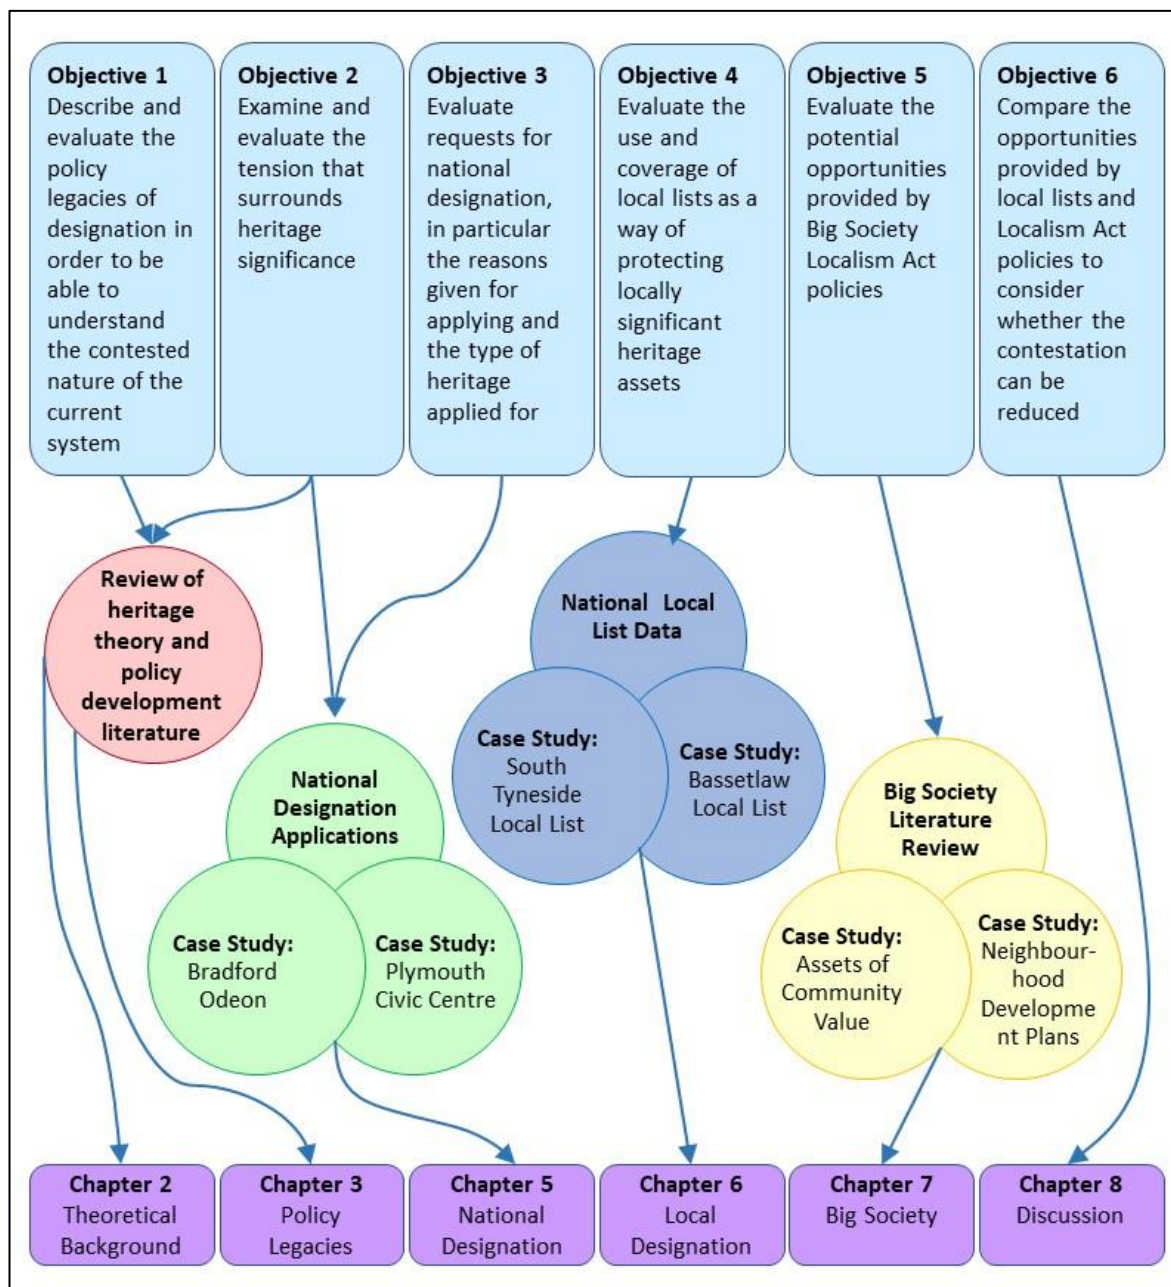 Objective 1
Describe and
evaluate the
policy
legacies of
designation in
order to be
able to
understand
the contested
nature of the
current
system
Objective 2
Examine and
evaluate the
tension that
surrounds
heritage
significance
Objective 3
Evaluate
requests for
national
designation,
in particular
the reasons
given for
applying and
the type of
heritage
applied for
Objective 4
Evaluate the
use and
coverage of
local lists as a
way of
protecting
locally
significant
heritage
assets
Objective 5
Evaluate the
potential
opportunities
provided by
Big Society
Localism Act
policies
Objective 6
Compare the
opportunities
provided by
local lists and
Localism Act
policies to
consider
whether the
contestation
can be
reduced
Review of
heritage
theory and
policy
development
literature
National
Designation
Applications
Case Study:
Bradford
Odeon
Case Study:
Plymouth
Civic Centre
National Local
List Data
Case Study:
South
Tyneside
Local List
Case Study:
Bassetlaw
Local List
Big Society
Literature
Review
Case Study:
Assets of
Community
Value
Case Study:
Neighbour-
hood
Developme
nt Plans
Chapter 2
Theoretical
Background
Chapter 3
Policy
Legacies
Chapter 5
National
Designation
Chapter 6
Local
Designation
Chapter 7
Big Society
Chapter 8
Discussion